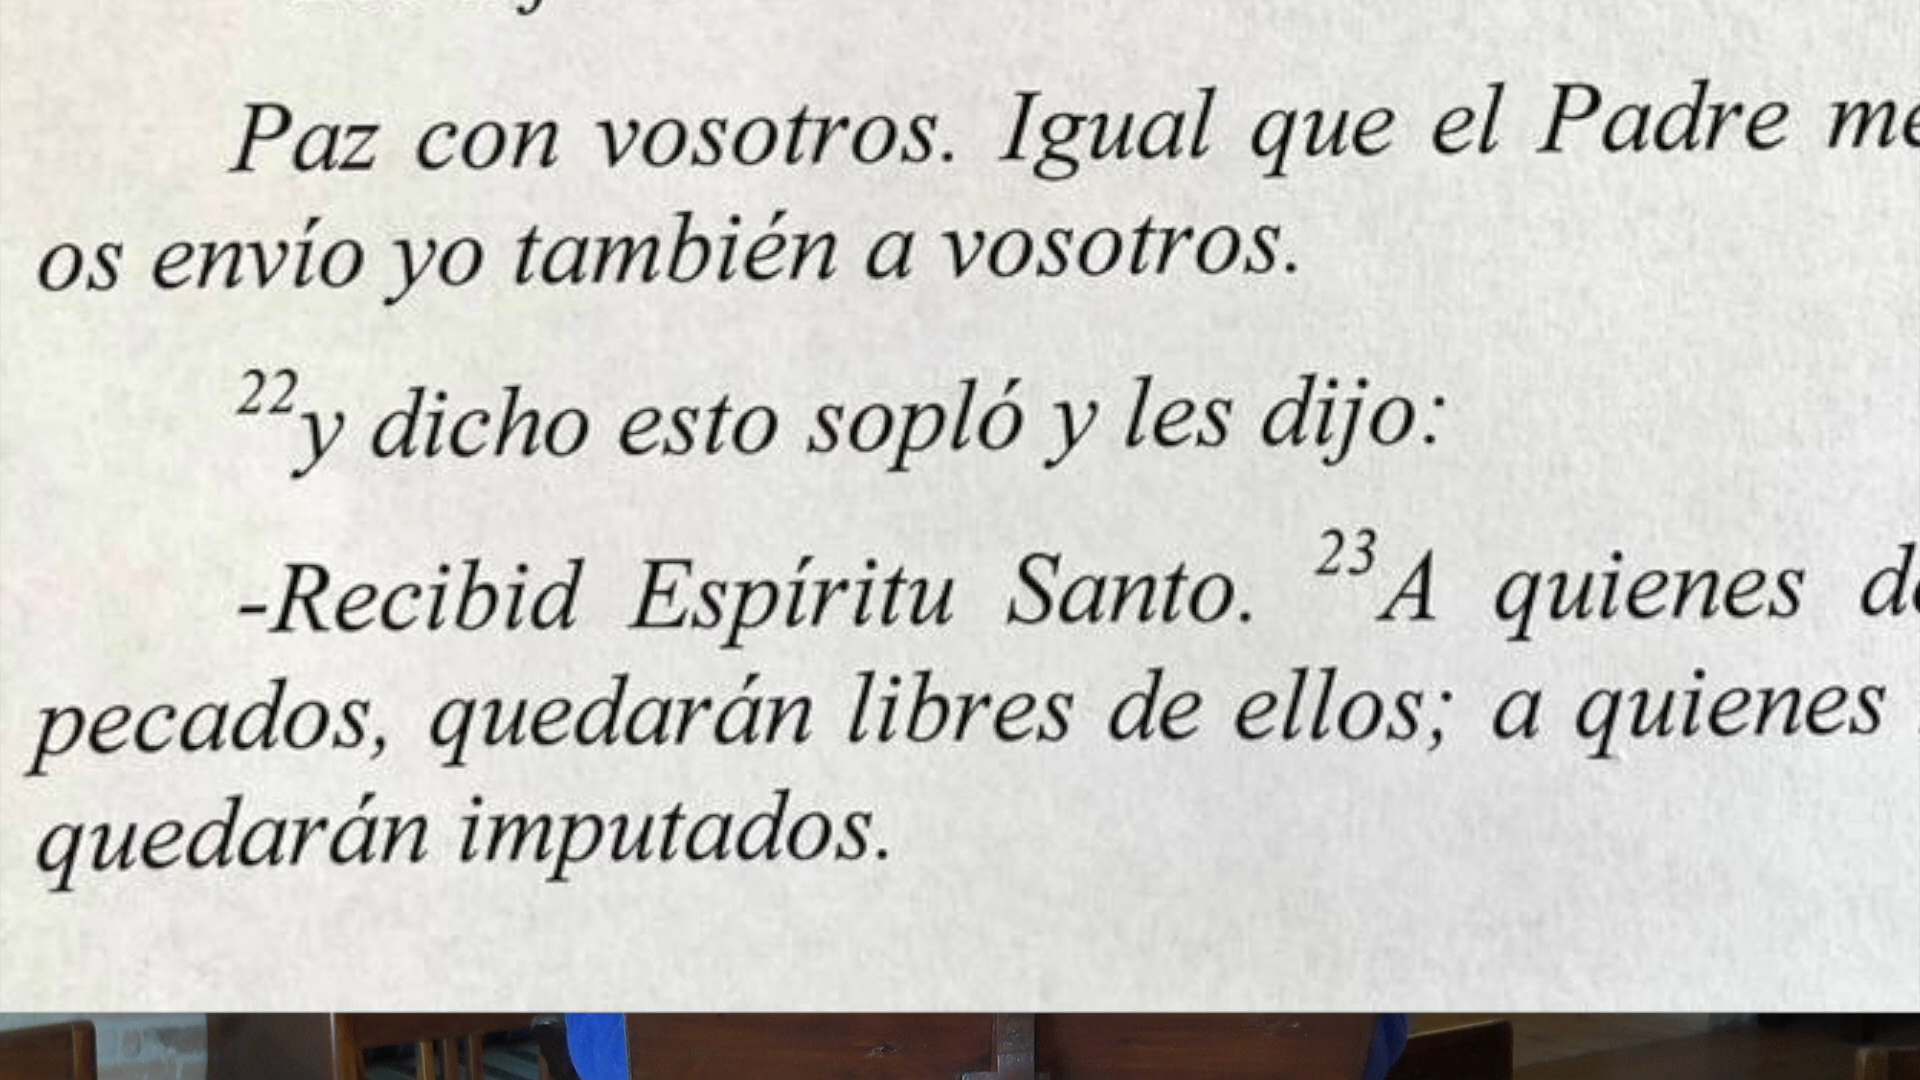 Paz con vosotros. Igual que el Padre me
os envío yo también a vosotros.
22y dicho esto sopló y les dijo:
-Recibid Espíritu Santo. 23A quienes
pecados, quedarán libres de ellos; a quienes
quedarán imputados.